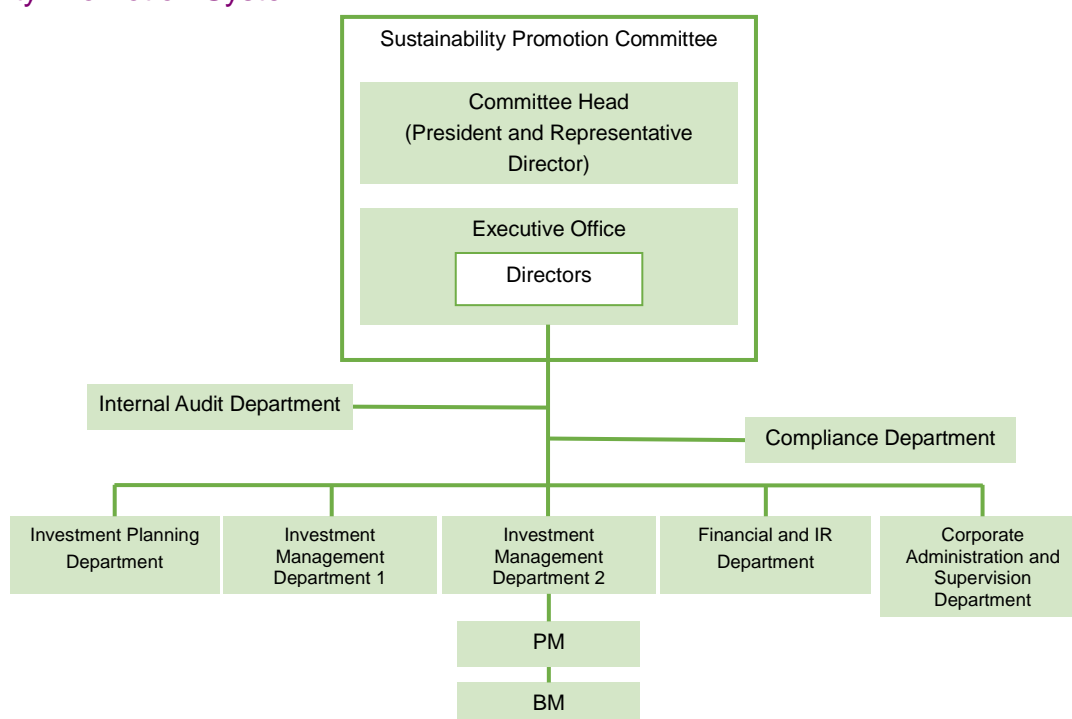 Sustainability Promotion Committee
Committee Head
(President and Representative
Director)
Executive Office
Directors
Internal Audit Department
Compliance Department
Investment Planning
Department
Investment
Management
Department 1
Investment
Management
Department 2
Financial and IR
Department
Corporate
Administration and
Supervision
Department
PM
BM